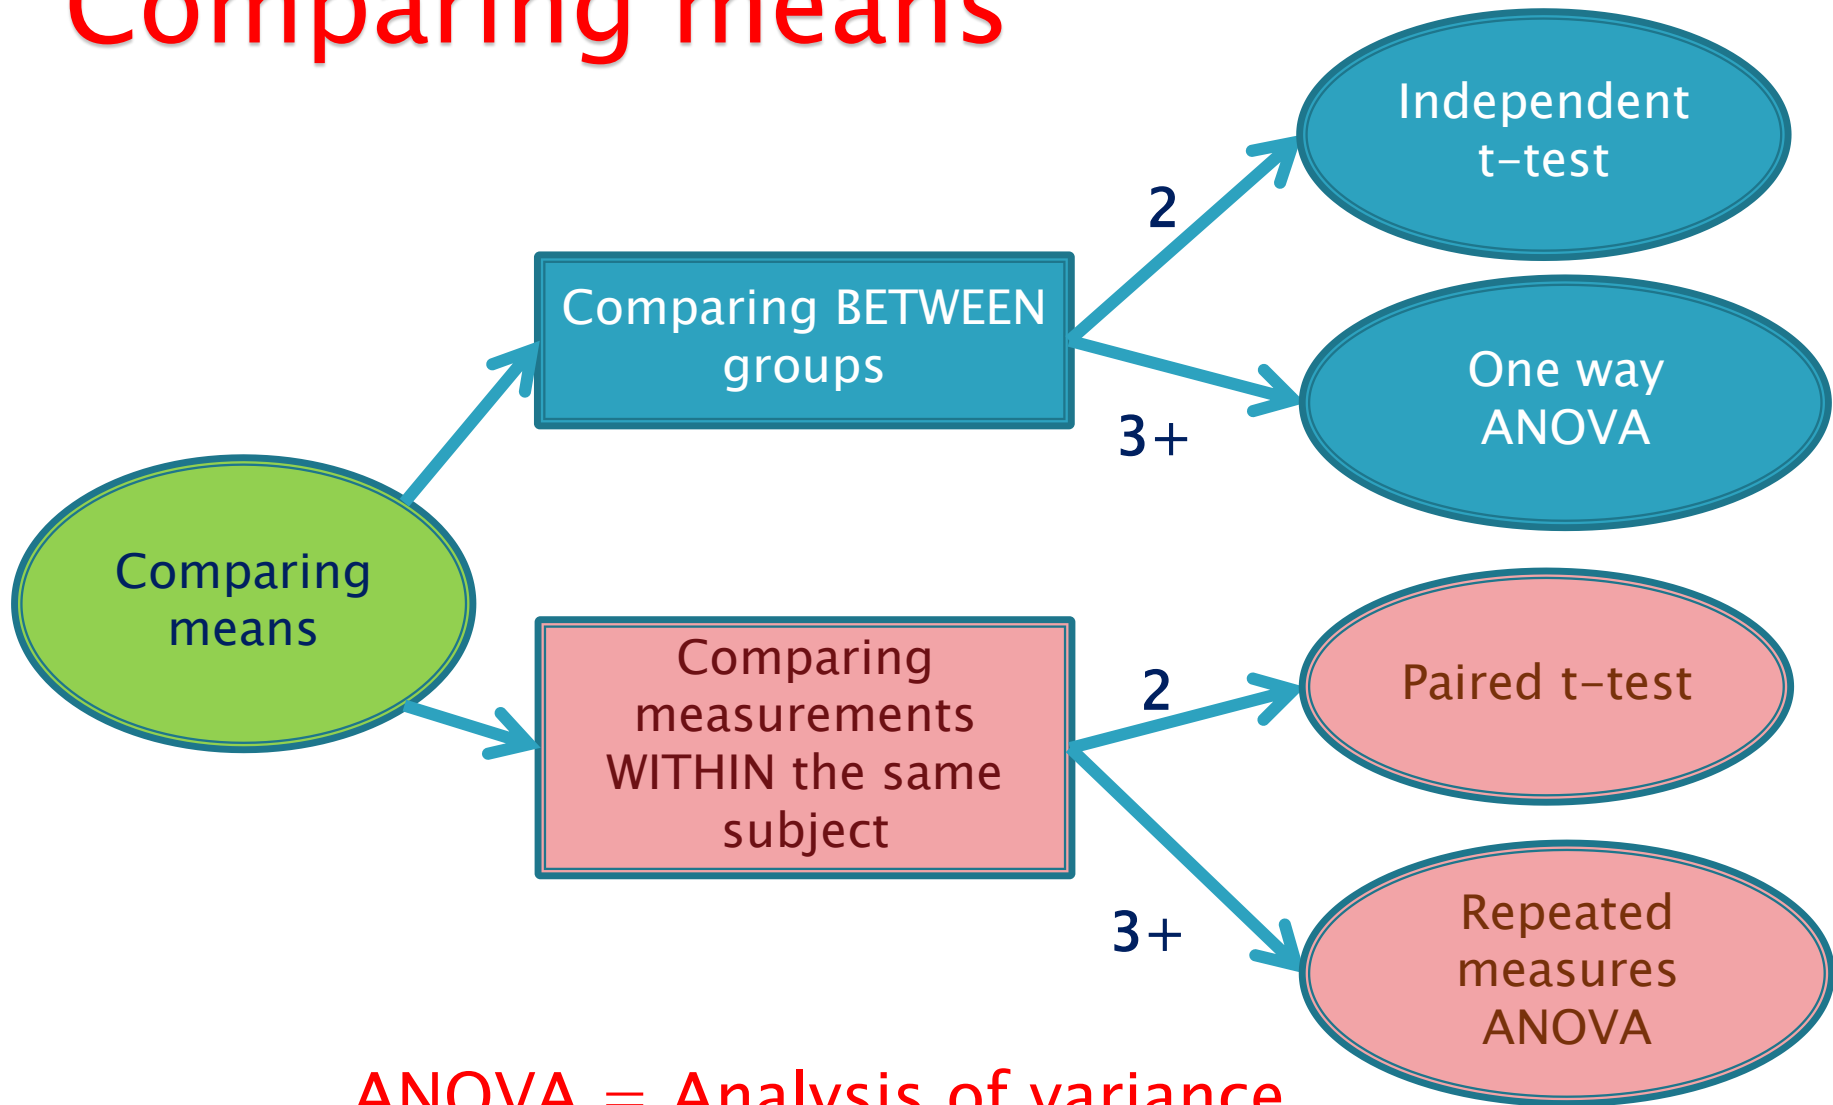 Comparing means
Independent
t-test
2
Comparing BETWEEN
groups
3+
One way
ANOVA
Comparing
means
Comparing
measurements
WITHIN the same
subject
2
Paired t-test
3+
Repeated
measures
ANOVA
ANOVA = Analysis of variance